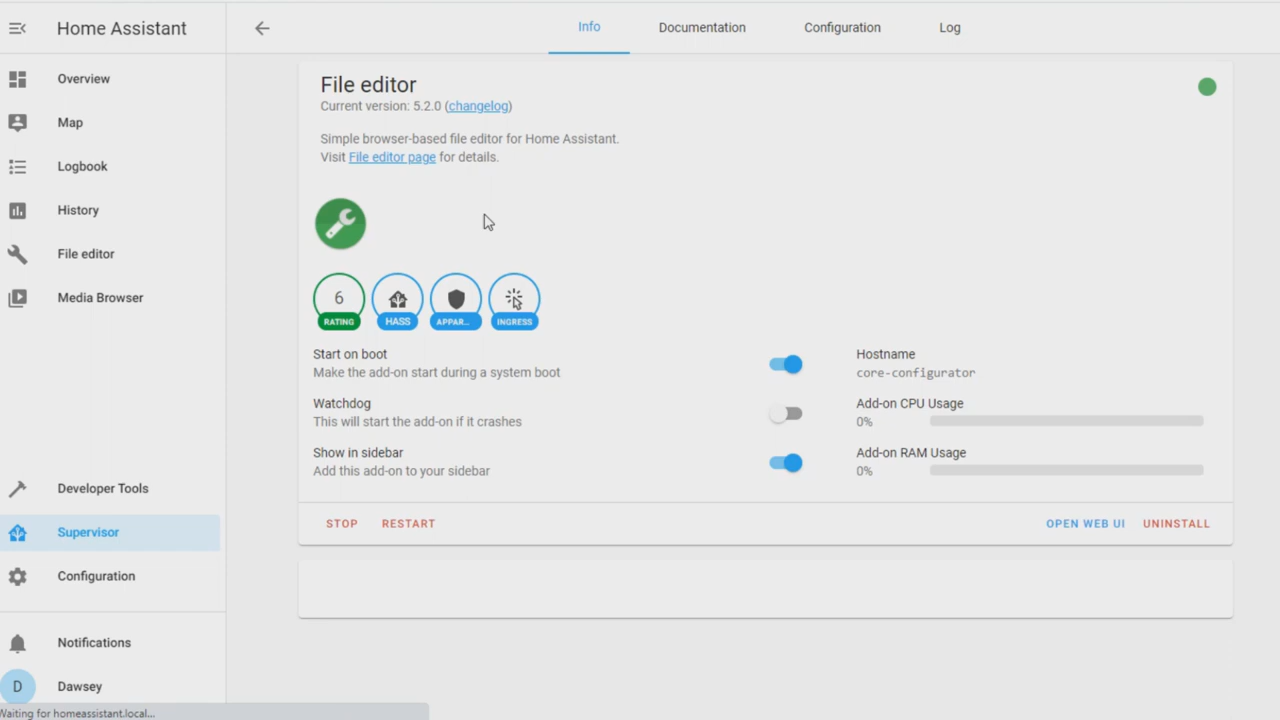 Home Assistant
Overview
Map
Logbook
History
File editor
Media Browser
Developer Tools
Supervisor
Configuration
Notifications
D
Dawsey
Waiting for homeassistant.local...
Info
Documentation
Configuration
Log
File editor
Current version: 5.2.0 (changelog)
Simple browser-based file editor for Home Assistant.
Visit File editor page for details.
6
RATING
HASS
APPAR...
INGRESS
Start on boot
Make the add-on start during a system boot
Watchdog
This will start the add-on if it crashes
Show in sidebar
Add this add-on to your sidebar
Hostname
core-configurator
Add-on CPU Usage
0%
Add-on RAM Usage
0%
STOP
RESTART
OPEN WEB UI
UNINSTALL